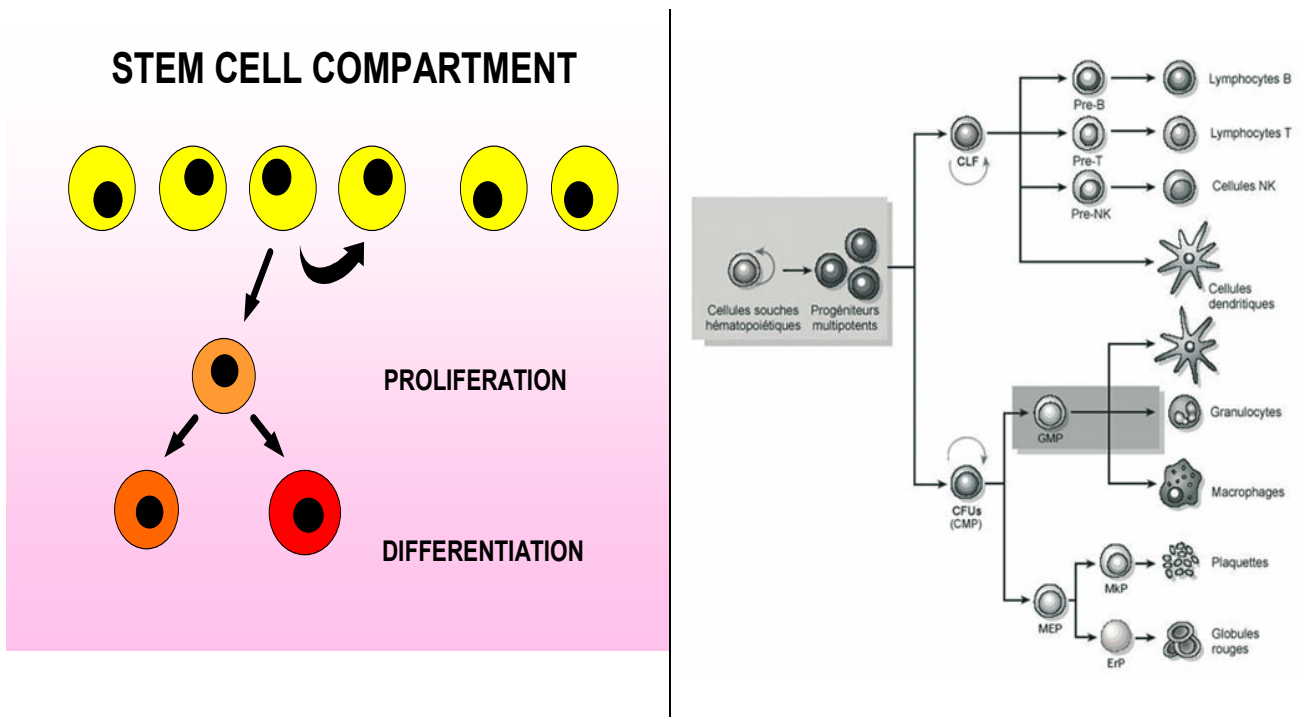 STEM CELL COMPARTMENT
PROLIFERATION
DIFFERENTIATION
Cellules souches
hématopoiétiques
Progéniteurs
multipotents
CLF
Pre-B
Lymphocytes B
Pre-T
Lymphocytes T
Pre-NK
Cellules NK
Cellules
dendritiques
GMP
Granulocytes
CFUs
(CMP)
Macrophages
MkP
Plaquettes
MEP
ErP
Globules
rouges